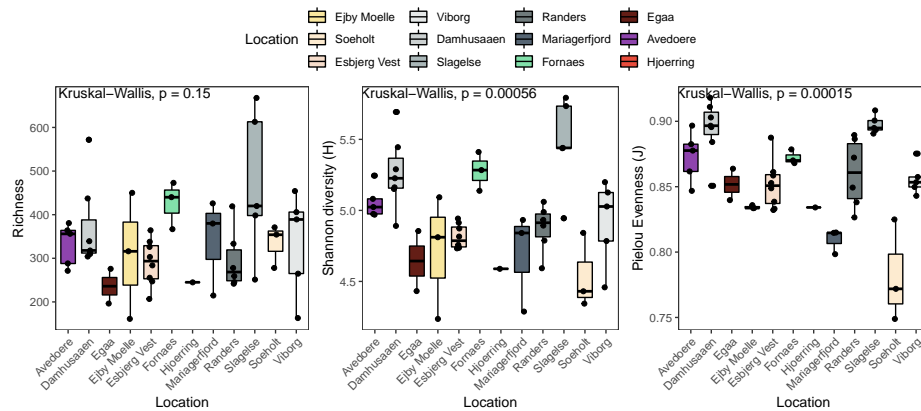 Location
Ejby Moelle
Soeholt
Esbjerg Vest
Viborg
Damhusaaen
Slagelse
Randers
Mariagerfjord
Fornaes
Egaa
Avedoere
Hjoerring
Kruskal−Wallis, p = 0.15
Richness
600
500
400
300
200
Avedoere
Damhusaaen
Egaa
Ejby Moelle
Esbjerg Vest
Fornaes
Hjoerring
Mariagerfjord
Randers
Slagelse
Soeholt
Viborg
Location
Kruskal−Wallis, p = 0.00056
Shannon diversity (H)
5.5
5.0
4.5
Avedoere
Damhusaaen
Egaa
Ejby Moelle
Esbjerg Vest
Fornaes
Hjoerring
Mariagerfjord
Randers
Slagelse
Soeholt
Viborg
Location
Kruskal−Wallis, p = 0.00015
Pielou Evenness (J)
0.90
0.85
0.80
0.75
Avedoere
Damhusaaen
Egaa
Ejby Moelle
Esbjerg Vest
Fornaes
Hjoerring
Mariagerfjord
Randers
Slagelse
Soeholt
Viborg
Location